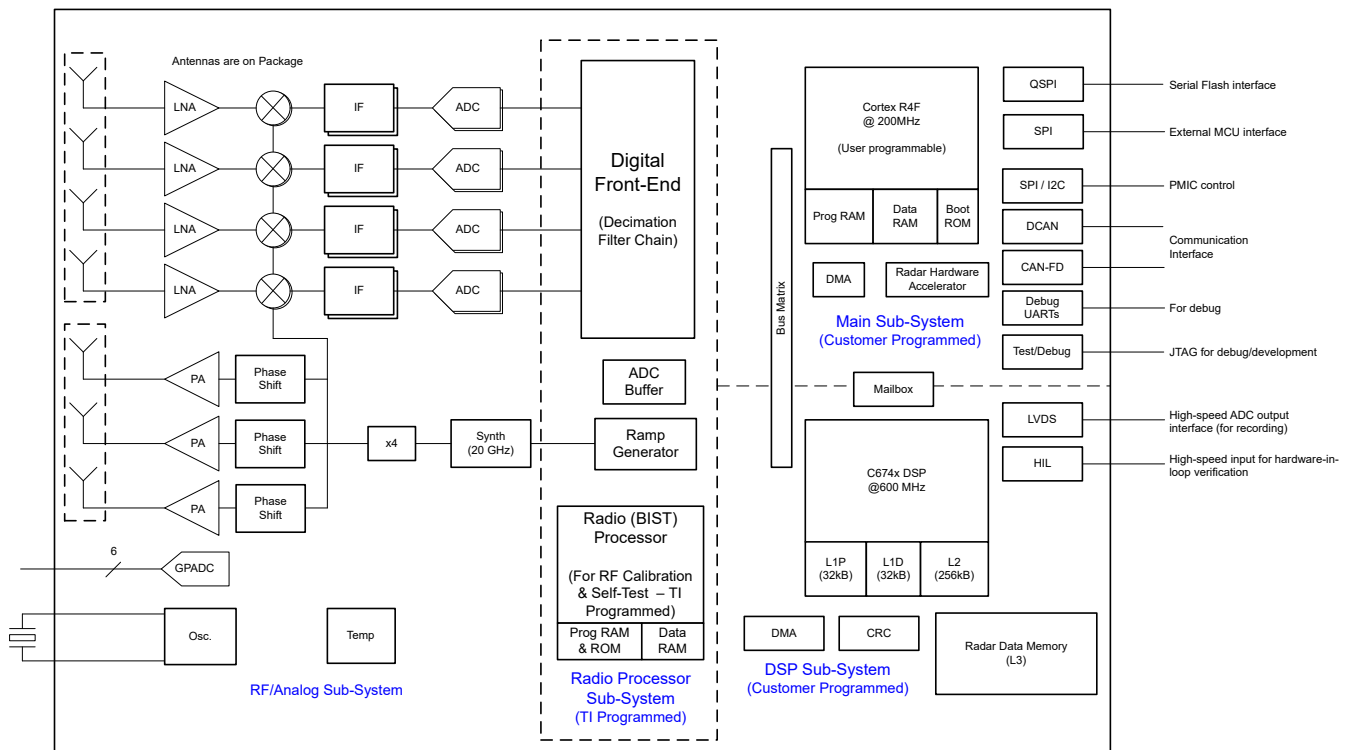 Antennas are on Package
LNA
IF
ADC
LNA
IF
ADC
LNA
IF
ADC
LNA
IF
ADC
PA
Phase
Shift
PA
Phase
Shift
PA
Phase
Shift
x4
Synth
(20 GHz)
6
GPADC
Osc.
Temp
RF/Analog Sub-System
Digital
Front-End
(Decimation
Filter Chain)
ADC
Buffer
Ramp
Generator
Radio (BIST)
Processor
(For RF Calibration
& Self-Test – TI
Programmed)
Prog RAM
& ROM
Data
RAM
Radio Processor
Sub-System
(TI Programmed)
Bus Matrix
Cortex R4F
@ 200MHz
(User programmable)
Prog RAM
Data
RAM
Boot
ROM
DMA
Radar Hardware
Accelerator
Main Sub-System
(Customer Programmed)
Mailbox
C674x DSP
@600 MHz
L1P
(32kB)
L1D
(32kB)
L2
(256kB)
DMA
CRC
Radar Data Memory
(L3)
DSP Sub-System
(Customer Programmed)
QSPI
Serial Flash interface
SPI
External MCU interface
SPI / I2C
PMIC control
DCAN
CAN-FD
Communication
Interface
Debug
UARTs
For debug
Test/Debug
JTAG for debug/development
LVDS
High-speed ADC output
interface (for recording)
HIL
High-speed input for hardware-in-
loop verification